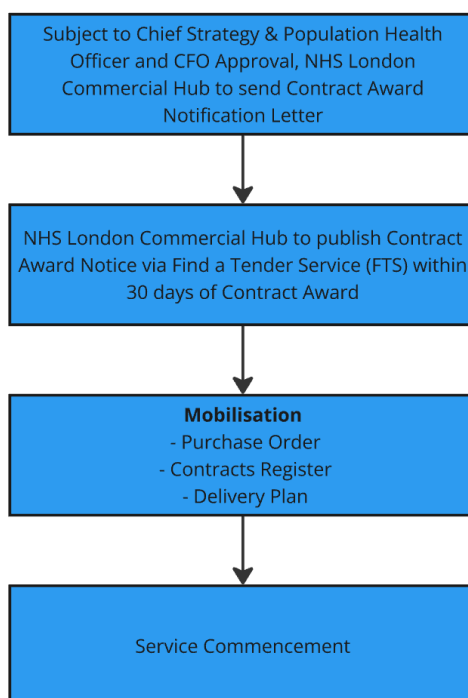 Subject to Chief Strategy & Population Health
Officer and CFO Approval, NHS London
Commercial Hub to send Contract Award
Notification Letter
NHS London Commercial Hub to publish Contract
Award Notice via Find a Tender Service (FTS) within
30 days of Contract Award
Mobilisation
- Purchase Order
- Contracts Register
- Delivery Plan
Service Commencement